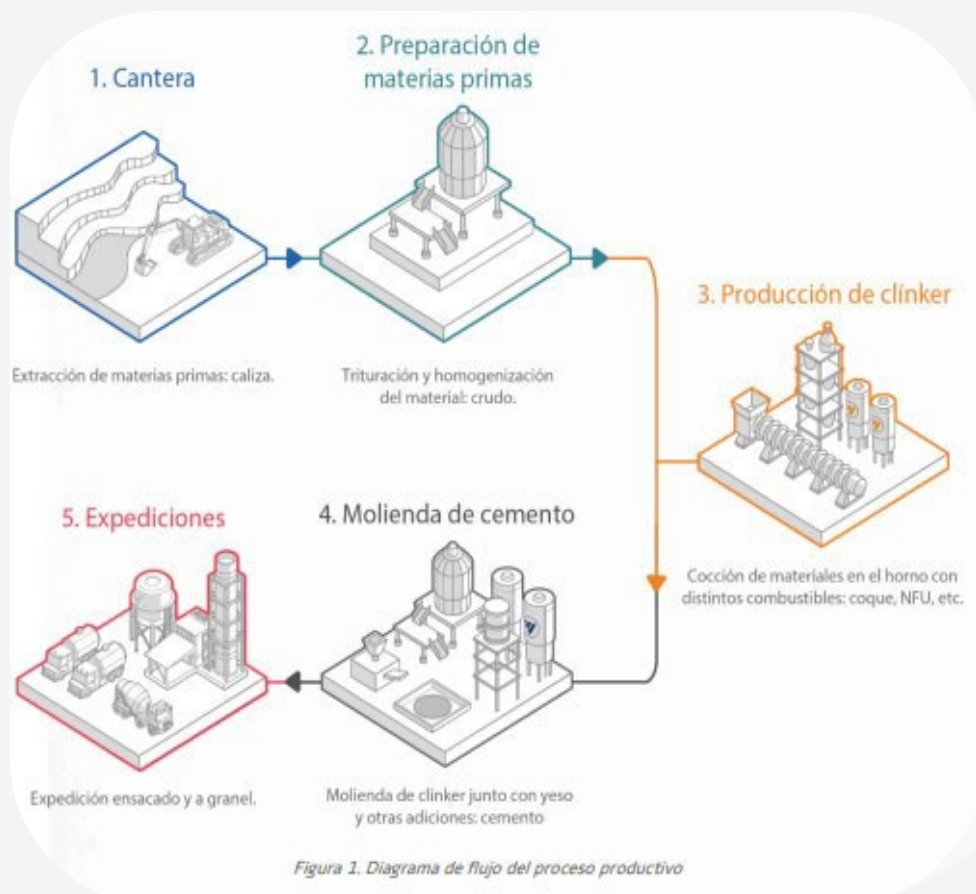 1. Cantera
2. Preparación de
materias primas
Extracción de materias primas: caliza.
Trituración y homogenización
del material: crudo.
3. Producción de clínker
Cocción de materiales en el horno con
distintos combustibles: coque, NFU, etc.
4. Molienda de cemento
Molienda de clinker junto con yeso
y otras adiciones: cemento
5. Expediciones
Expedición ensacado y a granel.
Figura 1. Diagrama de flujo del proceso productivo